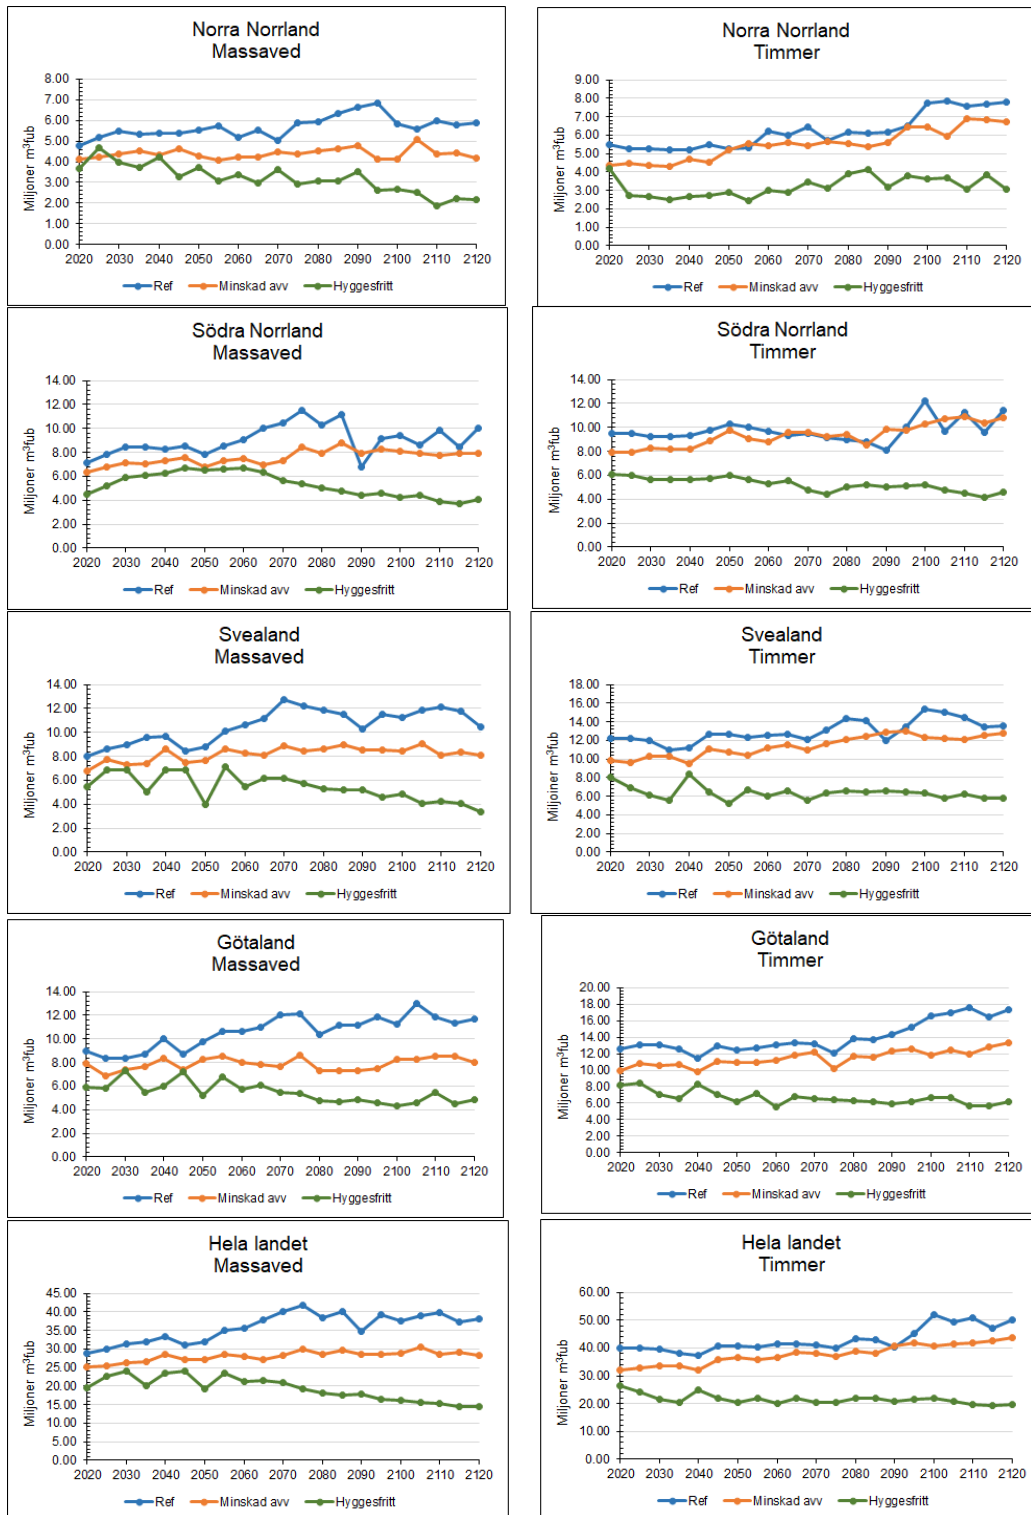 Norra Norrland
Massaved
Miljoner m³fub
8.00
7.00
6.00
5.00
4.00
3.00
2.00
1.00
0.00
2020 2030 2040 2050 2060 2070 2080 2090 2100 2110 2120
Ref Minskad avv Hyggesfritt
Norra Norrland
Timmer
Miljoner m³fub
9.00
8.00
7.00
6.00
5.00
4.00
3.00
2.00
1.00
0.00
2020 2030 2040 2050 2060 2070 2080 2090 2100 2110 2120
Ref Minskad avv Hyggesfritt
Södra Norrland
Massaved
Miljoner m³fub
14.00
12.00
10.00
8.00
6.00
4.00
2.00
0.00
2020 2030 2040 2050 2060 2070 2080 2090 2100 2110 2120
Ref Minskad avv Hyggesfritt
Södra Norrland
Timmer
Miljoner m³fub
14.00
12.00
10.00
8.00
6.00
4.00
2.00
0.00
2020 2030 2040 2050 2060 2070 2080 2090 2100 2110 2120
Ref Minskad avv Hyggesfritt
Svealand
Massaved
Miljoner m³fub
14.00
12.00
10.00
8.00
6.00
4.00
2.00
0.00
2020 2030 2040 2050 2060 2070 2080 2090 2100 2110 2120
Ref Minskad avv Hyggesfritt
Svealand
Timmer
Miljoiner m³fub
18.00
16.00
14.00
12.00
10.00
8.00
6.00
4.00
2.00
0.00
2020 2030 2040 2050 2060 2070 2080 2090 2100 2110 2120
Ref Minskad avv Hyggesfritt
Götaland
Massaved
Miljoner m³fub
14.00
12.00
10.00
8.00
6.00
4.00
2.00
0.00
2020 2030 2040 2050 2060 2070 2080 2090 2100 2110 2120
Ref Minskad avv Hyggesfritt
Götaland
Timmer
Miljoner m³fub
20.00
18.00
16.00
14.00
12.00
10.00
8.00
6.00
4.00
2.00
0.00
2020 2030 2040 2050 2060 2070 2080 2090 2100 2110 2120
Ref Minskad avv Hyggesfritt
Hela landet
Massaved
Miljoner m³fub
45.00
40.00
35.00
30.00
25.00
20.00
15.00
10.00
5.00
0.00
2020 2030 2040 2050 2060 2070 2080 2090 2100 2110 2120
Ref Minskad avv Hyggesfritt
Hela landet
Timmer
Miljoner m³fub
60.00
50.00
40.00
30.00
20.00
10.00
0.00
2020 2030 2040 2050 2060 2070 2080 2090 2100 2110 2120
Ref Minskad avv Hyggesfritt